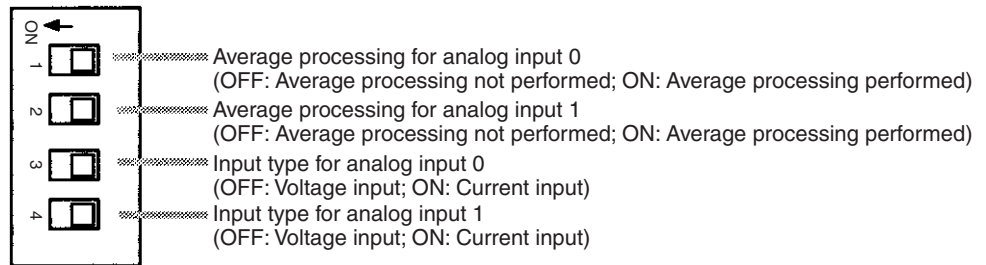 ON
1
Average processing for analog input 0
(OFF: Average processing not performed; ON: Average processing performed)
2
Average processing for analog input 1
(OFF: Average processing not performed; ON: Average processing performed)
3
Input type for analog input 0
(OFF: Voltage input; ON: Current input)
4
Input type for analog input 1
(OFF: Voltage input; ON: Current input)